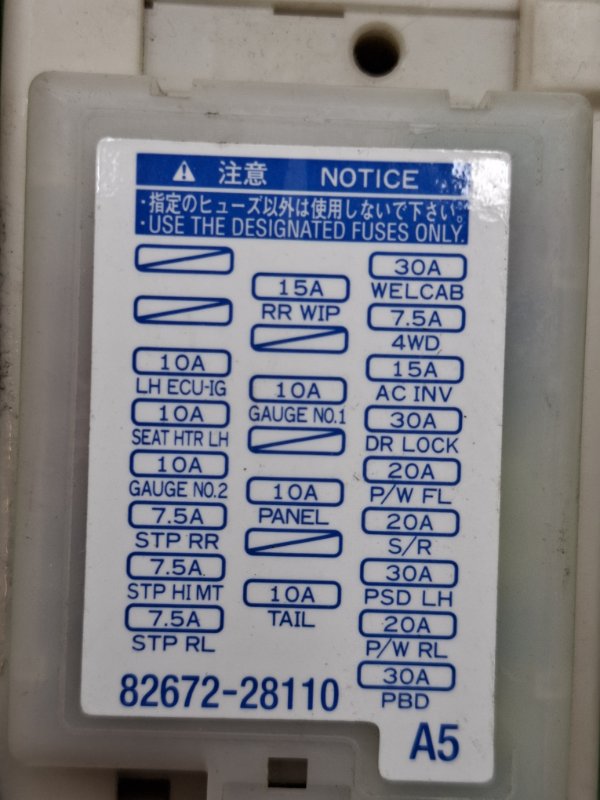 注意 NOTICE
・指定のヒューズ以外は使用しないで下さい。
・USE THE DESIGNATED FUSES ONLY.
10A
LH ECU-IG
10A
SEAT HTR LH
10A
GAUGE NO.2
7.5A
STP RR
7.5A
STP HI MT
7.5A
STP RL
15A
RR WIP
10A
GAUGE NO.1
10A
PANEL
10A
TAIL
30A
WELCAB
7.5A
4WD
15A
AC INV
30A
DR LOCK
20A
P/W FL
20A
S/R
30A
PSD LH
20A
P/W RL
30A
PBD
82672-28110
A5